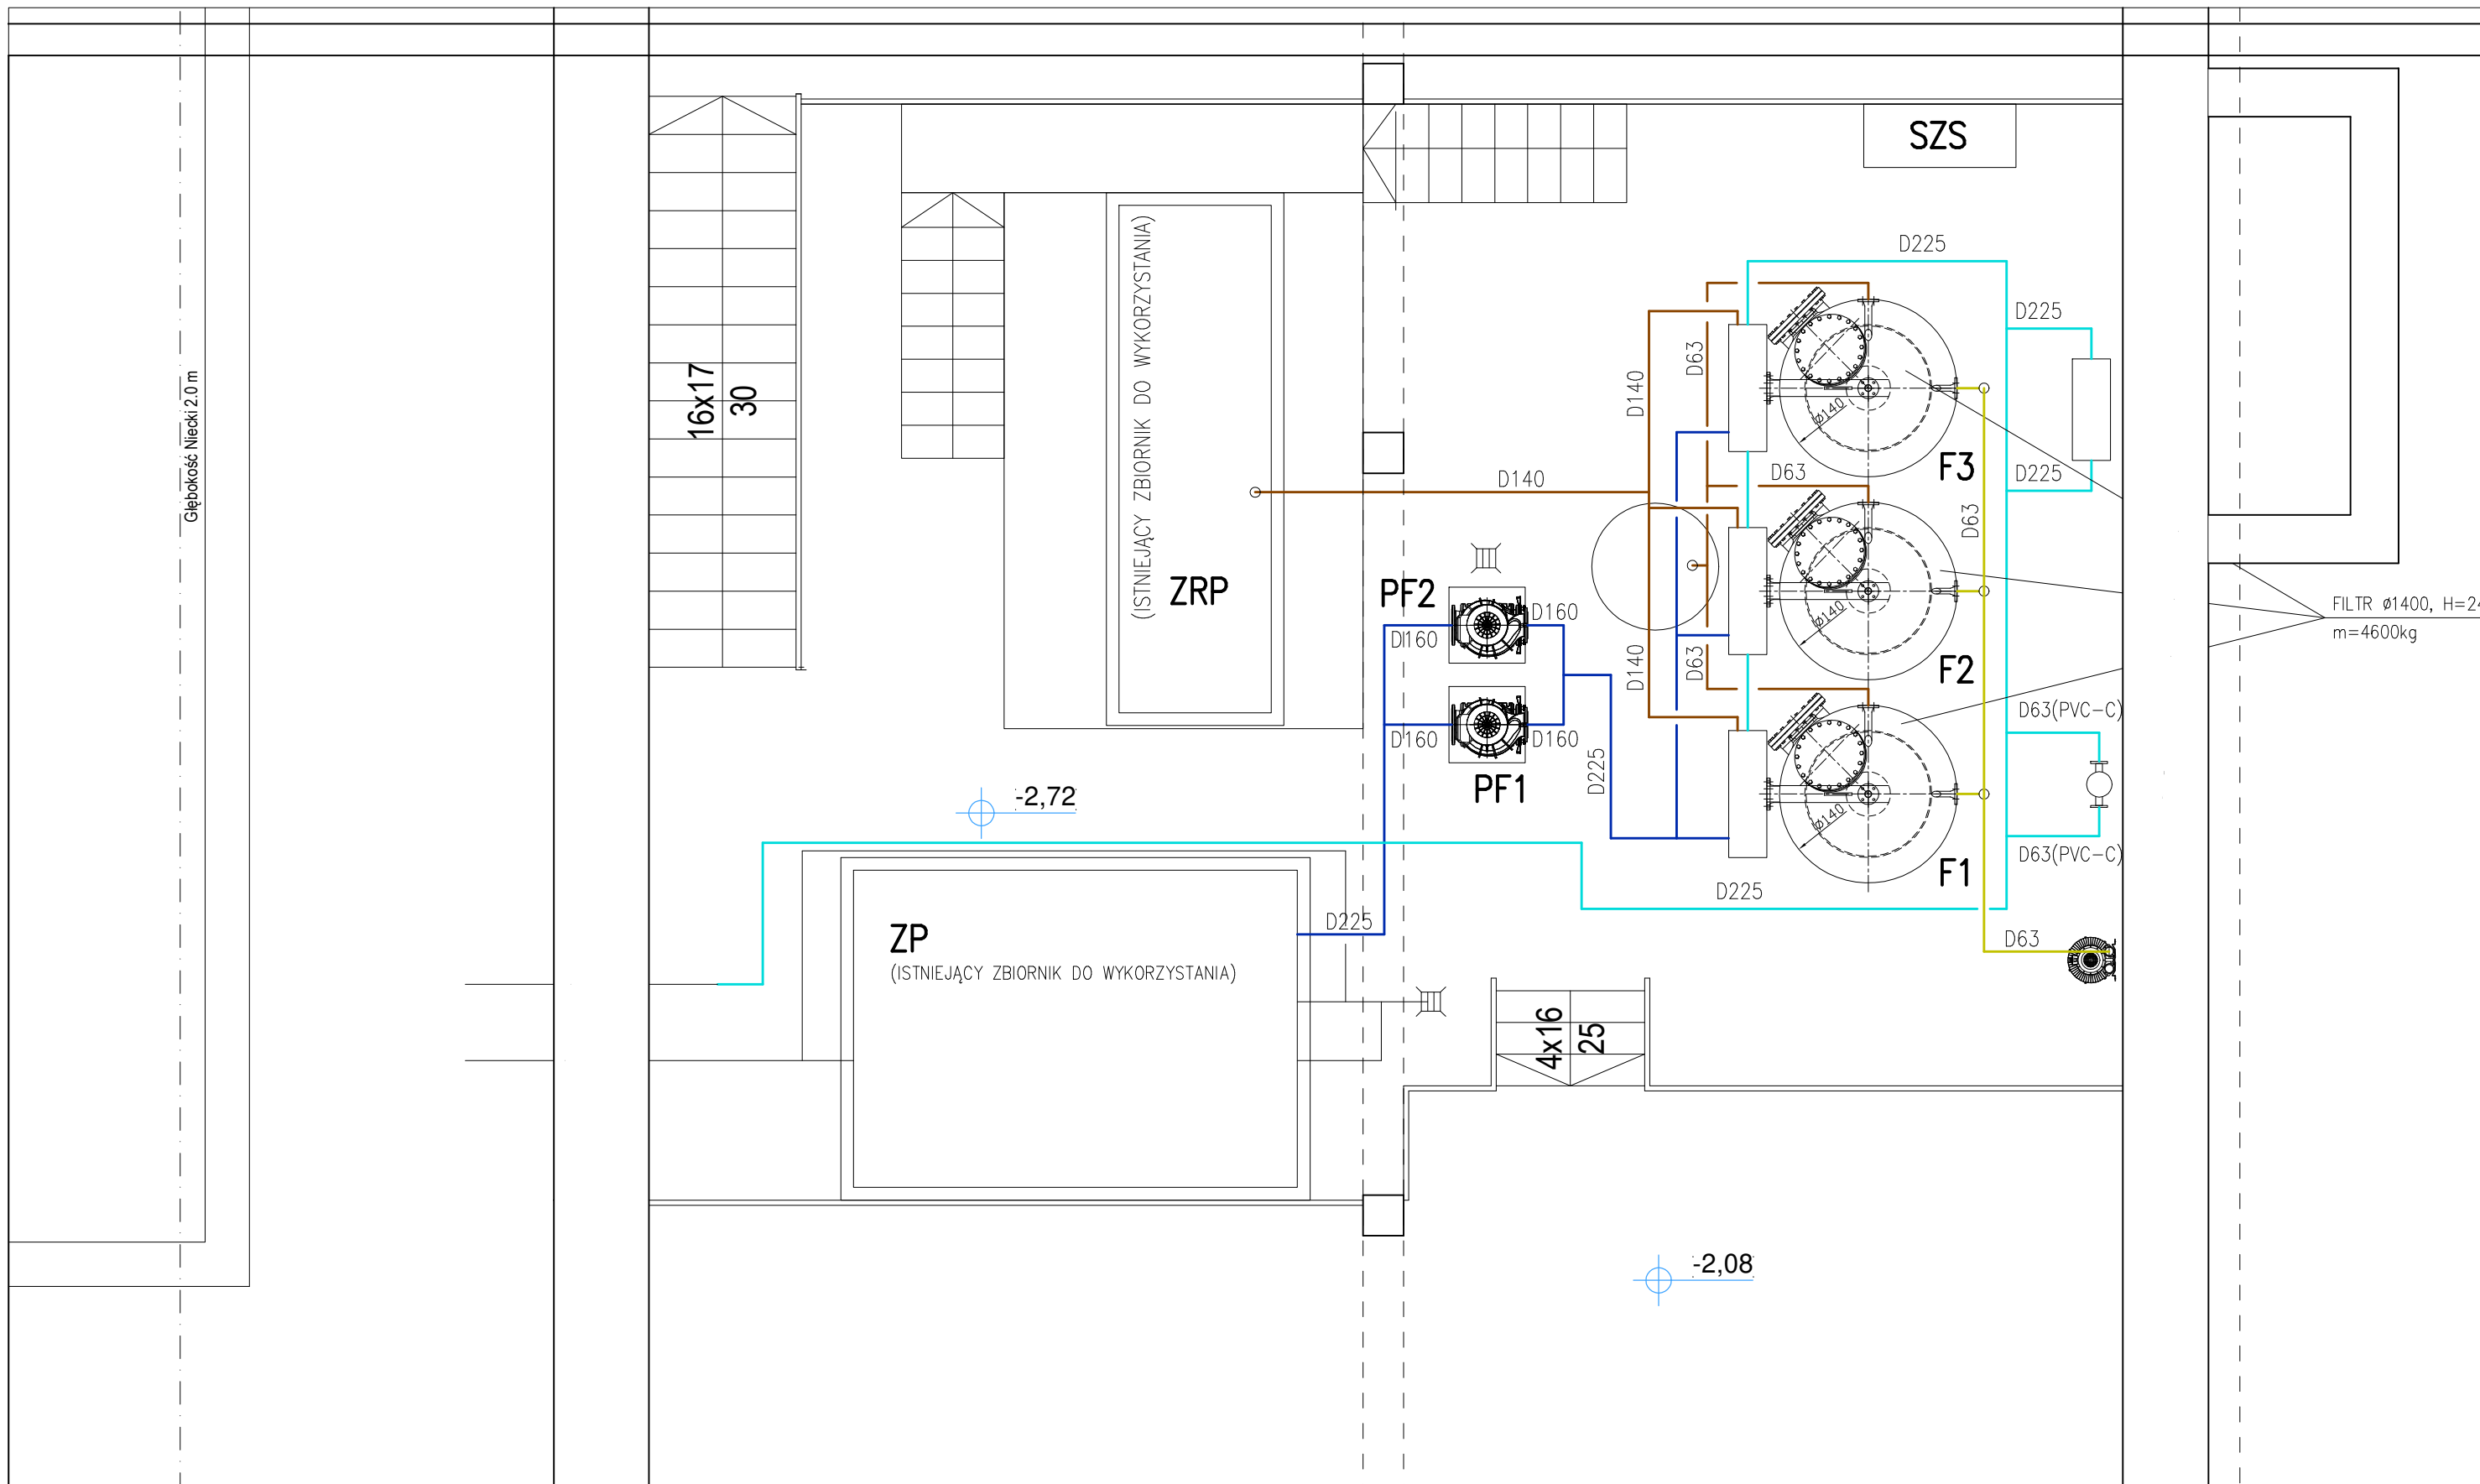 SZS
D225
D225
Głębokość Niecki 2.0 m
16x17
30
(ISTNIEJĄCY ZBIORNIK DO WYKORZYSTANIA)
ZRP
D140
D63
ø140
F3
D225
D63
D140
D63
PF2
D160
D160
ø140
F2
FILTR ø1400, H=24
m=4600kg
D140
D63
D63(PVC-C)
D160
D160
PF1
D225
-2,72
ø140
F1
D63(PVC-C)
D225
D225
ZP
(ISTNIEJĄCY ZBIORNIK DO WYKORZYSTANIA)
D63
4x16
25
-2,08